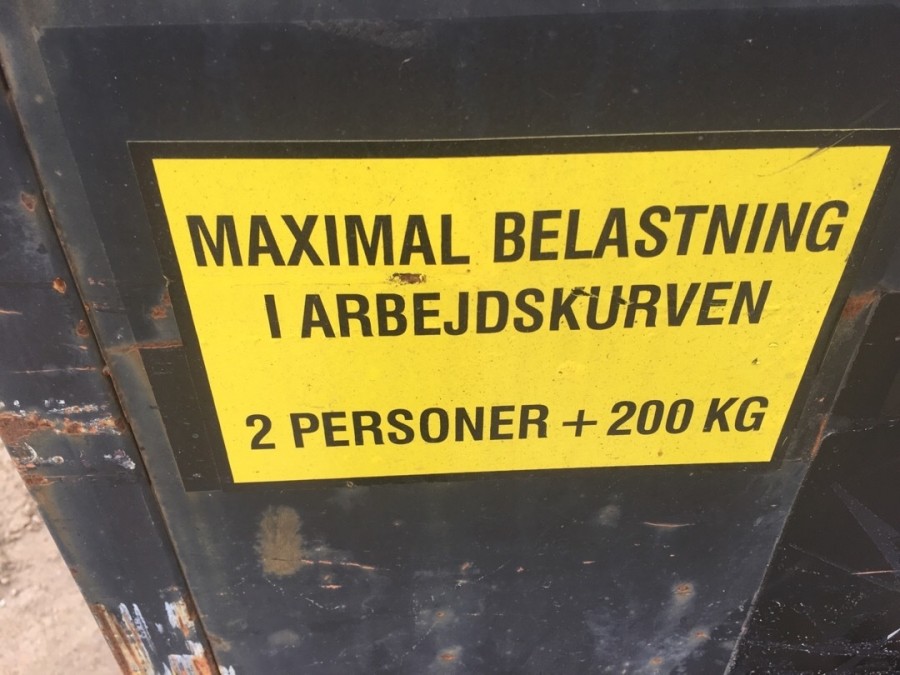 MAXIMAL BELASTNING
I ARBEJDSKURVEN
2 PERSONER + 200 KG